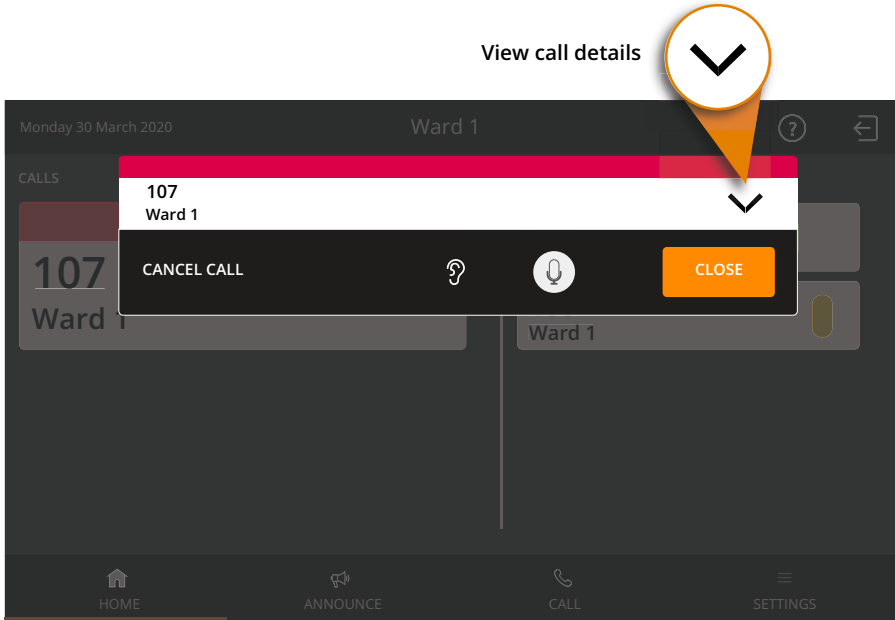 View call details
Monday 30 March 2020
Ward 1
CALLS
107
Ward 1
CANCEL CALL
CLOSE
107
Ward 1
Ward 1
HOME
ANNOUNCE
CALL
SETTINGS